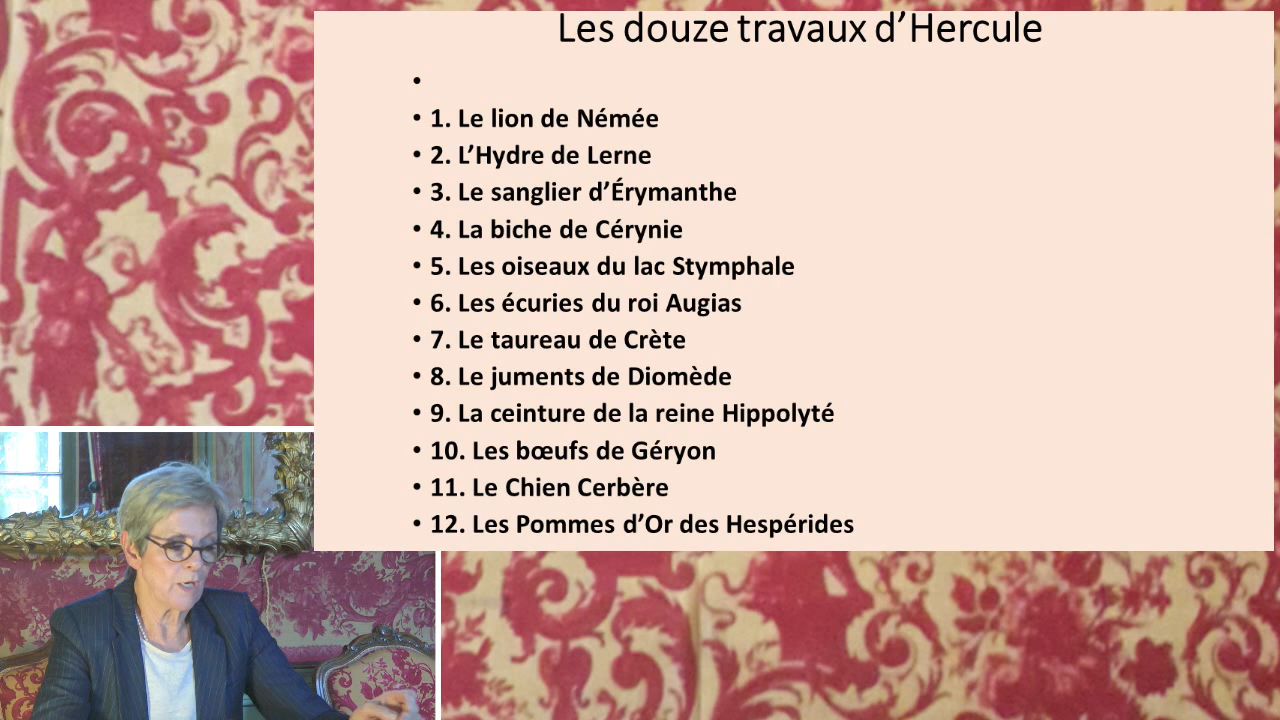 Les douze travaux d’Hercule
•
• 1. Le lion de Némée
• 2. L’Hydre de Lerne
• 3. Le sanglier d’Érymanthe
• 4. La biche de Cérynie
• 5. Les oiseaux du lac Stymphale
• 6. Les écuries du roi Augias
• 7. Le taureau de Crète
• 8. Le juments de Diomède
• 9. La ceinture de la reine Hippolyté
• 10. Les bœufs de Géryon
• 11. Le Chien Cerbère
• 12. Les Pommes d’Or des Hespérides